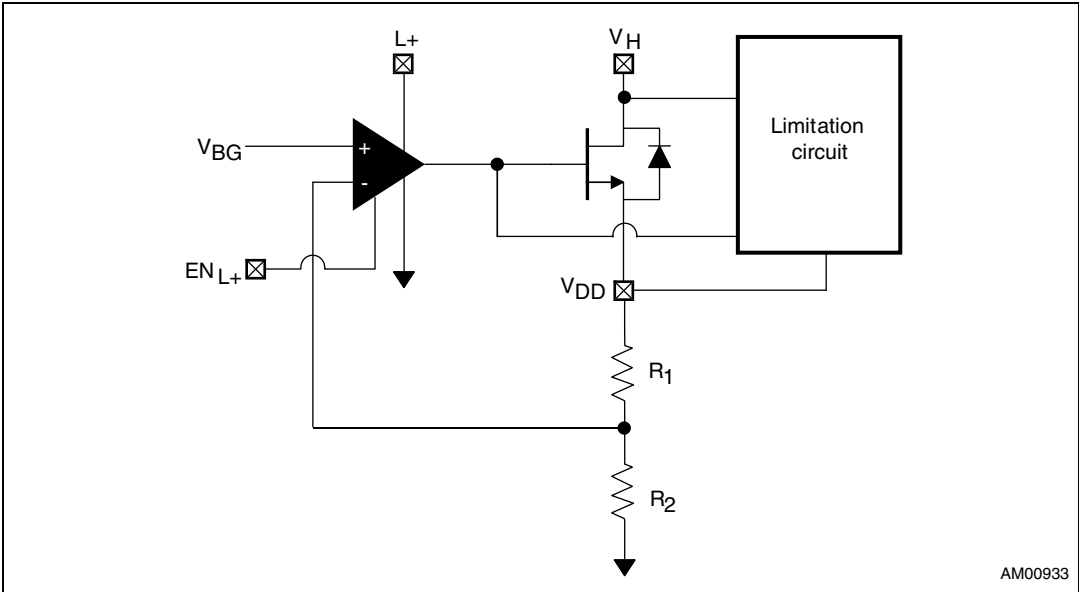 L+
VH
Limitation
circuit
VBG
+
-
ENL+
VDD
R1
R2
AM00933